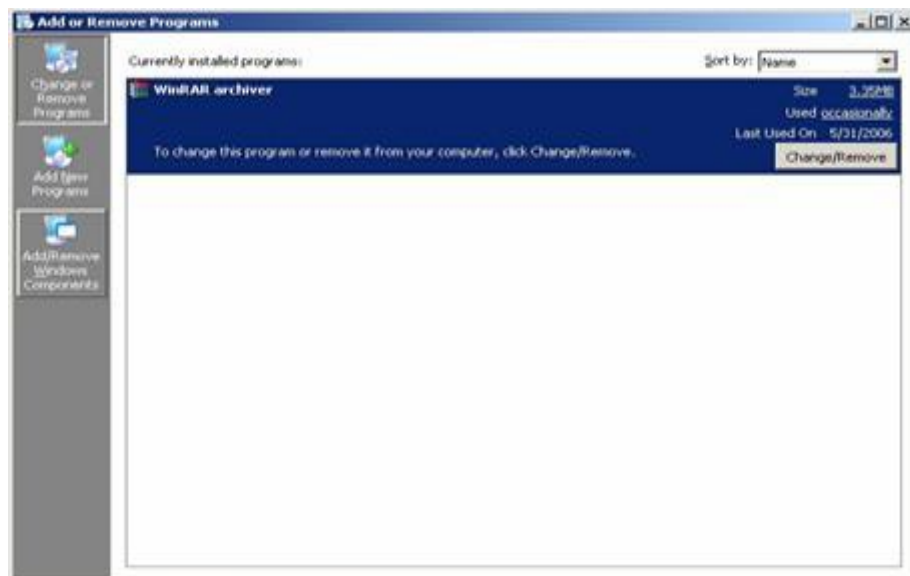 Add or Remove Programs
Change or
Remove
Programs
Add New
Programs
Add/Remove
Windows
Components
Currently installed programs:
Sort by: Name
WinRAR archiver
Size 3.35MB
Used occasionally
Last Used On 5/31/2006
To change this program or remove it from your computer, click Change/Remove.
Change/Remove